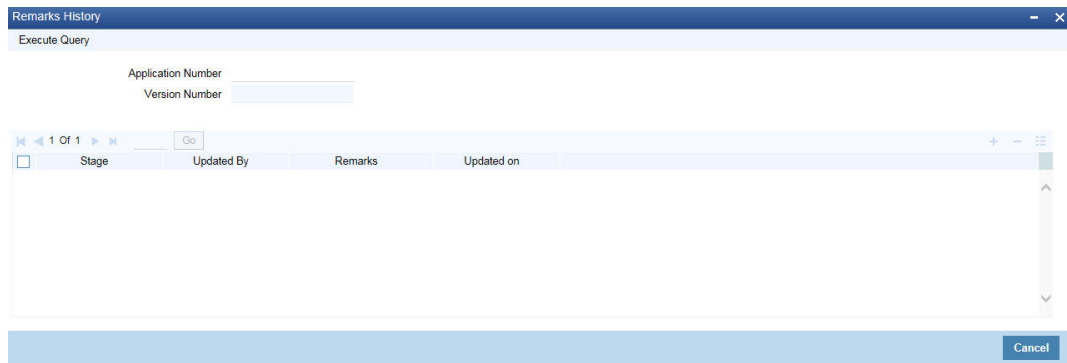 Remarks History
Execute Query
Application Number
Version Number
1 Of 1 Go
Stage Updated By Remarks Updated on
Cancel